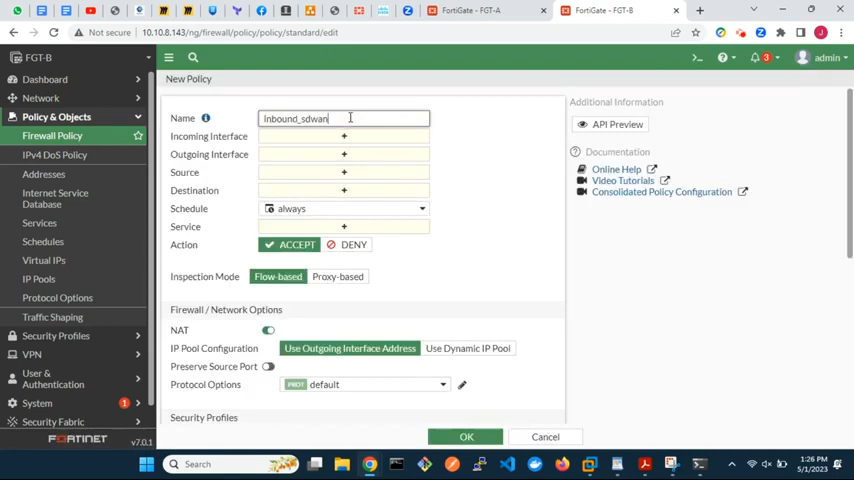 FortiGate - FGT-A
FortiGate - FGT-B
Not secure 10.10.8.143/ng/firewall/policy/policy/standard/edit
FGT-B
>_
3
admin
Dashboard
Network
Policy & Objects
Firewall Policy
IPv4 DoS Policy
Addresses
Internet Service
Database
Services
Schedules
Virtual IPs
IP Pools
Protocol Options
Traffic Shaping
Security Profiles
VPN
User &
Authentication
System 1
Security Fabric
FORTINET v7.0.1
New Policy
Name Inbound_sdwan
Incoming Interface +
Outgoing Interface +
Source +
Destination +
Schedule always
Service +
Action ACCEPT DENY
Inspection Mode Flow-based Proxy-based
Firewall / Network Options
NAT
IP Pool Configuration Use Outgoing Interface Address Use Dynamic IP Pool
Preserve Source Port
Protocol Options PROT default
Security Profiles
OK Cancel
Additional Information
API Preview
Documentation
Online Help
Video Tutorials
Consolidated Policy Configuration
Search
1:26 PM
5/1/2023